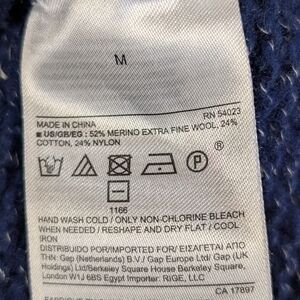 M
MADE IN CHINA RN 54023
■ US/GB/EG : 52% MERINO EXTRA FINE WOOL, 24%
COTTON, 24% NYLON
P
1166
HAND WASH COLD / ONLY NON-CHLORINE BLEACH
WHEN NEEDED / RESHAPE AND DRY FLAT / COOL
IRON
DISTRIBUIDO POR/IMPORTED FOR/ ΕΙΣΑΓΕΤΑΙ ΑΠΟ
THN: Gap (Netherlands) B.V./ Gap Europe Ltd/ Gap (UK
Holdings) Ltd/Berkeley Square House Berkeley Square,
London W1J 6BS Egypt Importer: RIGE, LLC
CA 17897